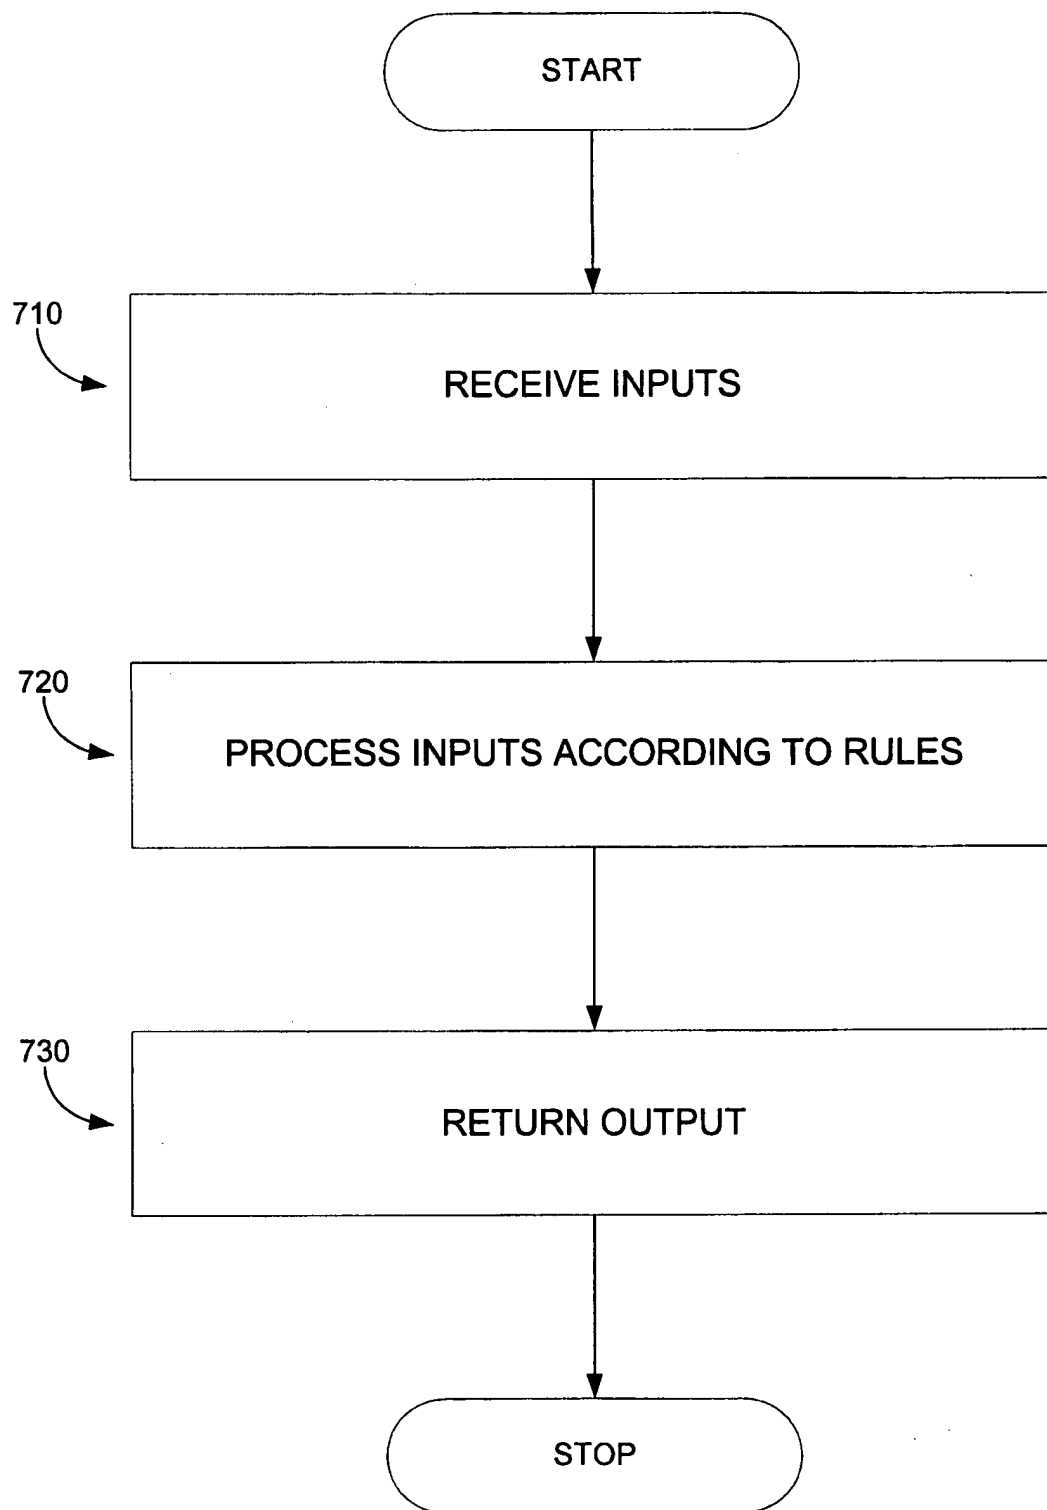 START
710
RECEIVE INPUTS
720
PROCESS INPUTS ACCORDING TO RULES
730
RETURN OUTPUT
STOP